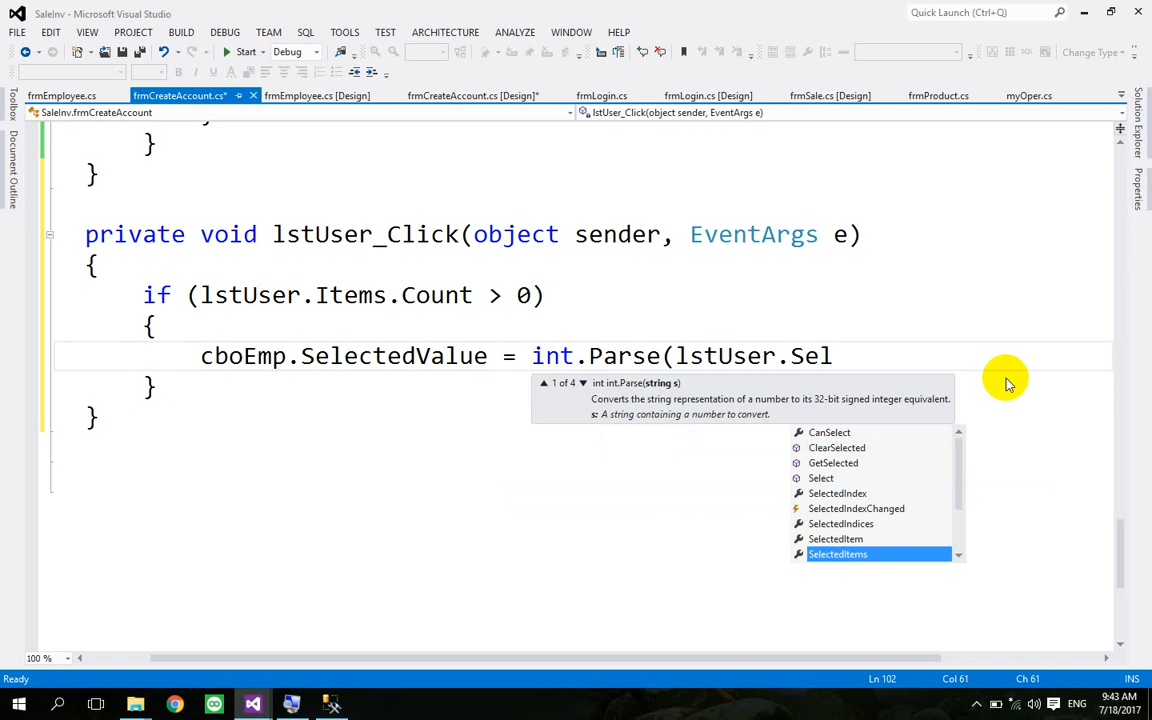 SaleInv - Microsoft Visual Studio
Quick Launch (Ctrl+Q)
FILE EDIT VIEW PROJECT BUILD DEBUG TEAM SQL TOOLS TEST ARCHITECTURE ANALYZE WINDOW HELP
Start Debug Change Type
frmEmployee.cs frmCreateAccount.cs* frmEmployee.cs [Design] frmCreateAccount.cs [Design]* frmLogin.cs frmLogin.cs [Design] frmSale.cs [Design] frmProduct.cs myOper.cs
SaleInv.frmCreateAccount lstUser_Click(object sender, EventArgs e)
Toolbox
Document Outline
Solution Explorer
Properties
}
}
}
private void lstUser_Click(object sender, EventArgs e)
{
if (lstUser.Items.Count > 0)
{
cboEmp.SelectedValue = int.Parse(lstUser.Sel
}
}
1 of 4 int int.Parse(string s)
Converts the string representation of a number to its 32-bit signed integer equivalent.
s: A string containing a number to convert.
CanSelect
ClearSelected
GetSelected
Select
SelectedIndex
SelectedIndexChanged
SelectedIndices
SelectedItem
SelectedItems
100 %
Ready Ln 102 Col 61 Ch 61 INS
ENG
9:43 AM
7/18/2017